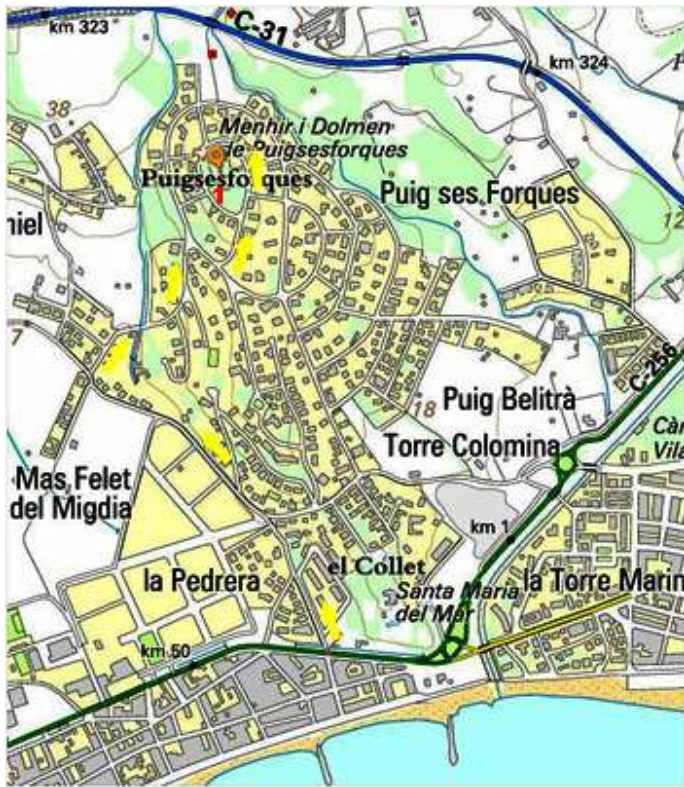 km 323
C-31
km 324
38
Menhir i Dolmen
de Puigsesforques
Puigsesforques
Puig ses Forques
niel
12
7
C-256
18
Puig Belitrà
Torre Colomina
Càn
Vila
Mas Felet
del Migdia
km 1
la Pedrera
el Collet
Santa Maria
del Mar
la Torre Marin
km 50